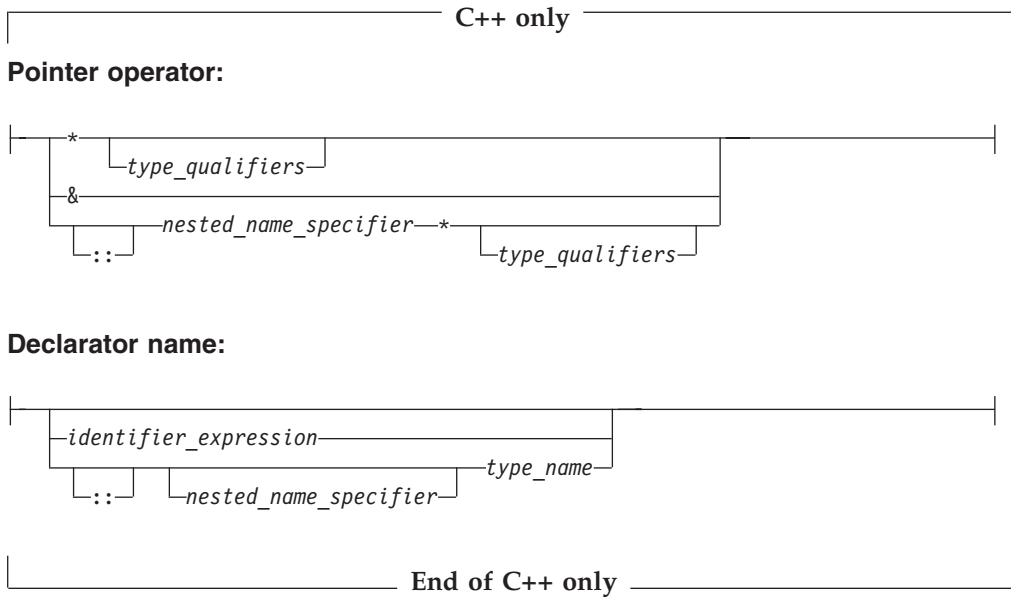 C++ only
Pointer operator:
*
type_qualifiers
&
nested_name_specifier *
:: type_qualifiers
Declarator name:
identifier_expression
type_name
:: nested_name_specifier
End of C++ only